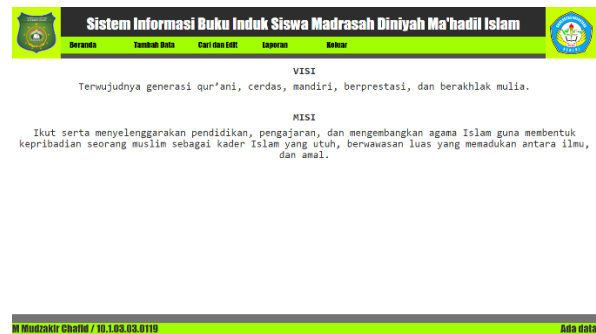 Sistem Informasi Buku Induk Siswa Madrasah Diniyah Ma'hadil Islam
Beranda Tambah Data Cari dan Edit Laporan Keluar
VISI
Terwujudnya generasi qur’ani, cerdas, mandiri, berprestasi, dan berakhlak mulia.
MISI
Ikut serta menyelenggarakan pendidikan, pengajaran, dan mengembangkan agama Islam guna membentuk
kepribadian seorang muslim sebagai kader Islam yang utuh, berwawasan luas yang memadukan antara ilmu,
dan amal.
M Mudzakir Chafid / 10.1.03.03.0119 Ada data